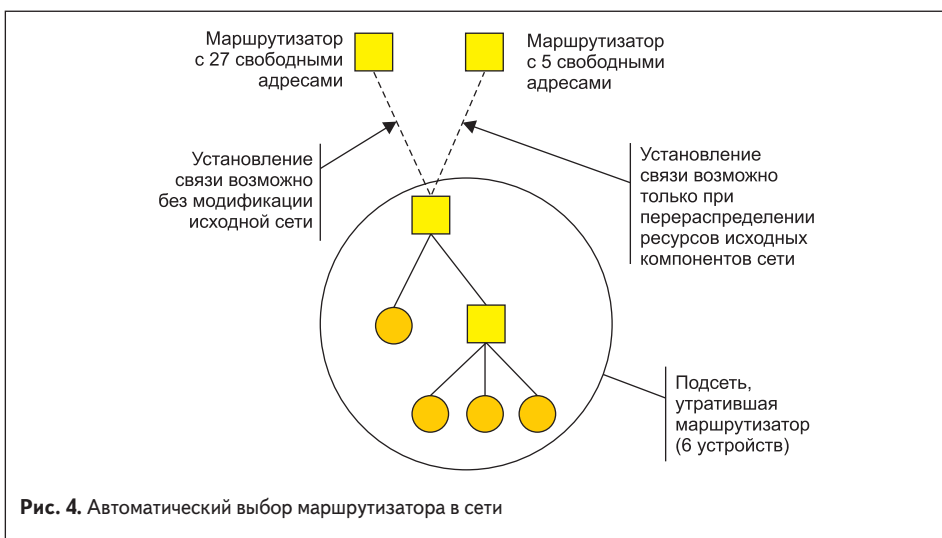 Маршрутизатор
с 27 свободными
адресами
Маршрутизатор
с 5 свободными
адресами
Установление
связи возможно
без модификации
исходной сети
Установление
связи возможно
только при
перераспределении
ресурсов исходных
компонентов сети
Подсеть,
утратившая
маршрутизатор
(6 устройств)
Рис. 4. Автоматический выбор маршрутизатора в сети